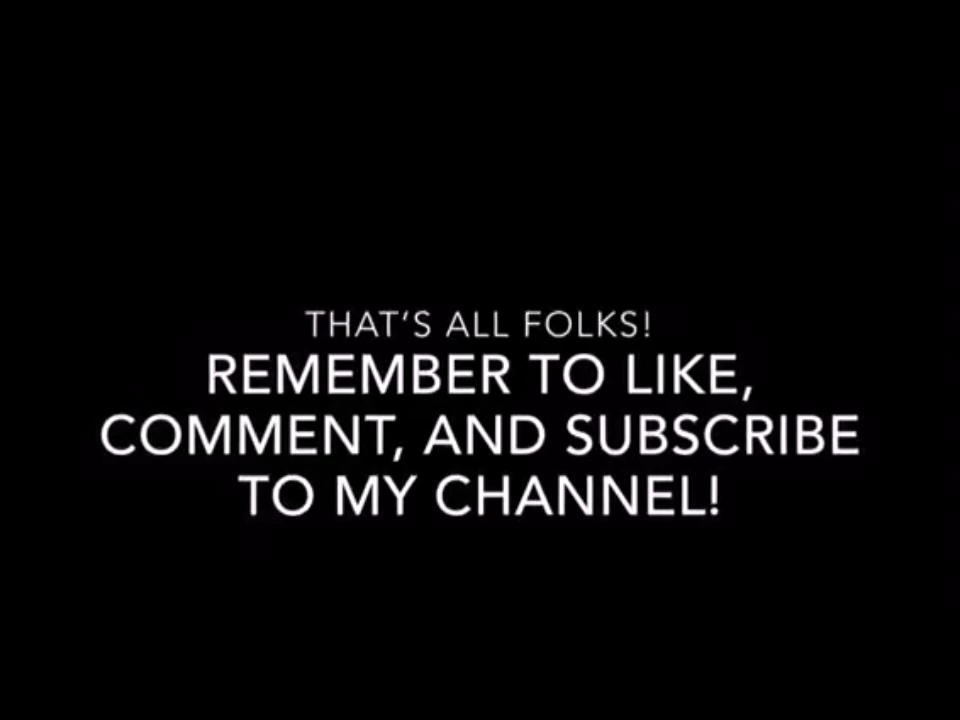 THAT'S ALL FOLKS!
REMEMBER TO LIKE,
COMMENT, AND SUBSCRIBE
TO MY CHANNEL!